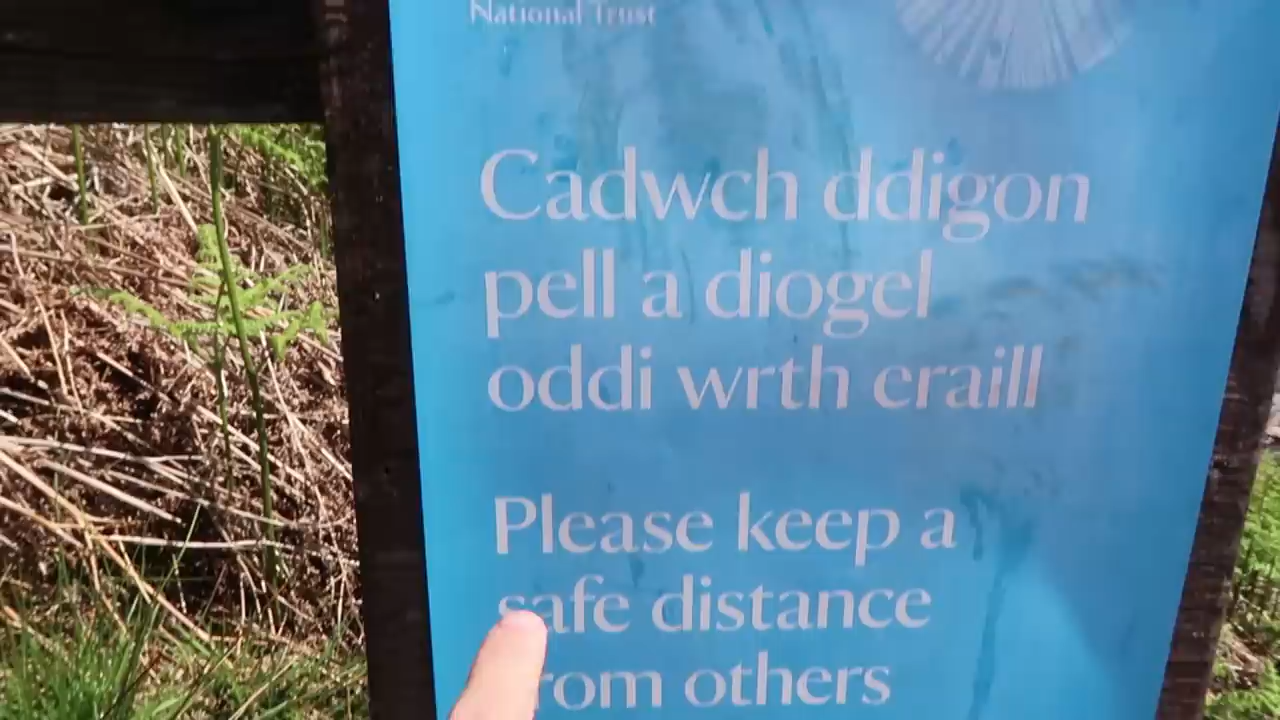 National Trust
Cadwch ddigon
pell a diogel
oddi wrth eraill
Please keep a
safe distance
from others